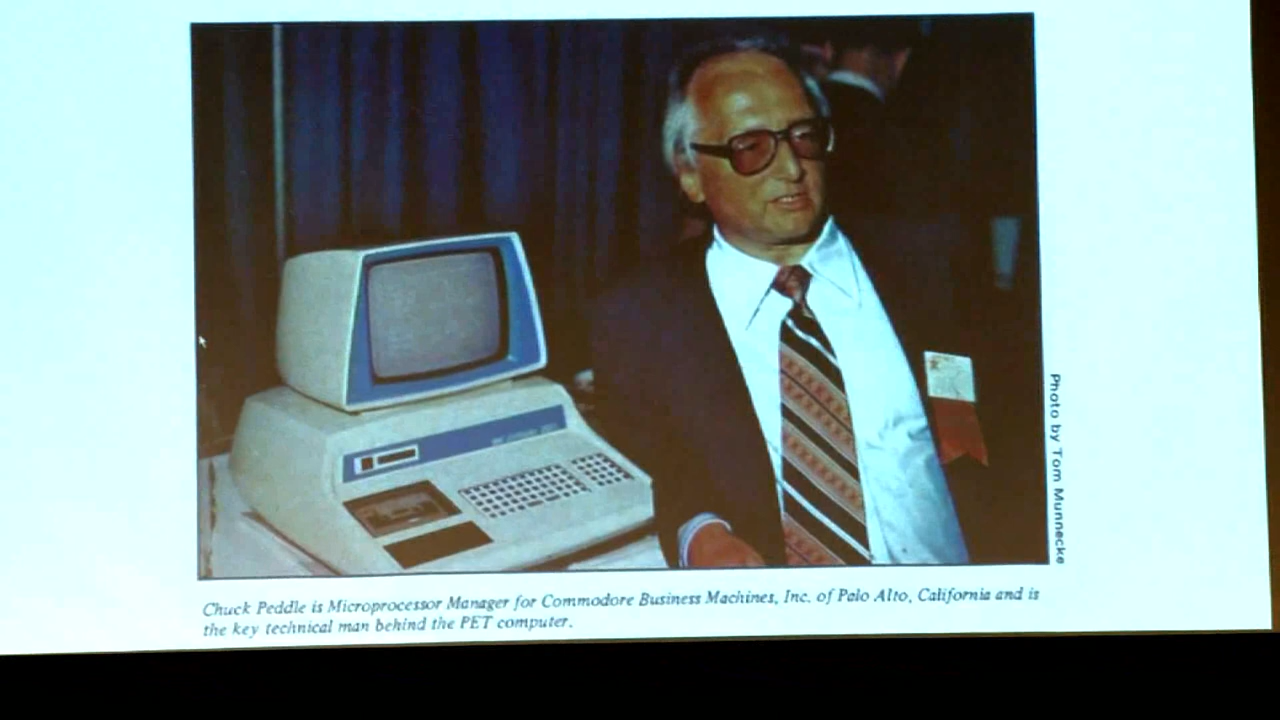 Photo by Tom Munnecke
Chuck Peddle is Microprocessor Manager for Commodore Business Machines, Inc. of Palo Alto, California and is
the key technical man behind the PET computer.